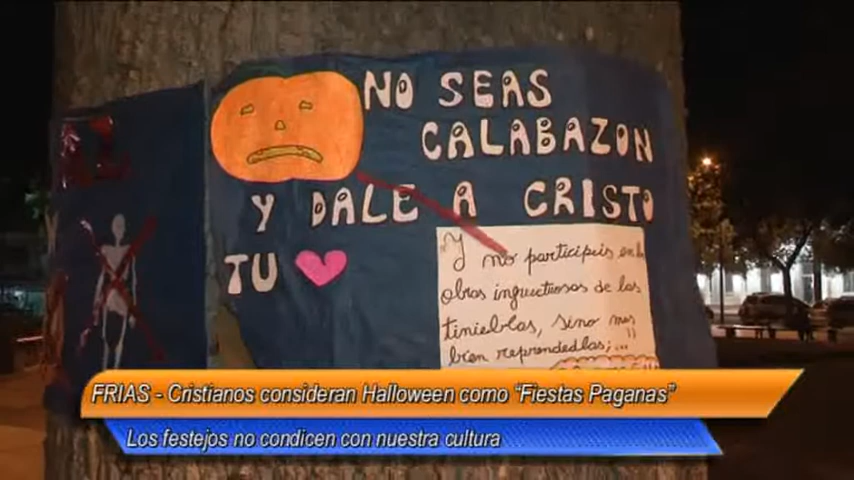 NO SEAS
CALABAZON
Y DALE A CRISTO
TU
Y no participéis en las
obras infructuosas de las
tinieblas, sino mas
bien reprendedlas;..."
FRIAS - Cristianos consideran Halloween como "Fiestas Paganas"
Los festejos no condicen con nuestra cultura